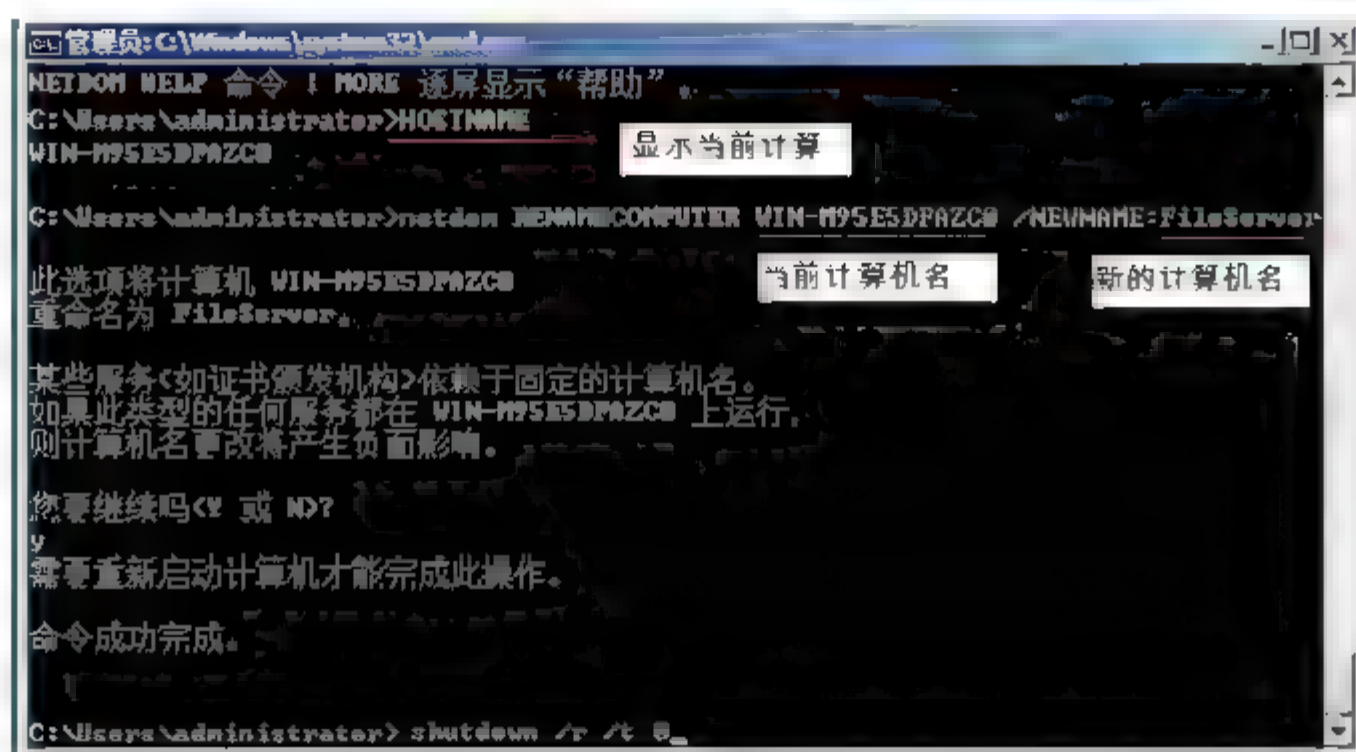 管理员: C:\Windows\system32\cmd
NETDOM HELP 命令 | MORE 逐屏显示“帮助”。
C:\Users\administrator>HOSTNAME
显示当前计算
WIN-M95E5DPAZC0
C:\Users\administrator>netdom RENAMECOMPUTER WIN-M95E5DPAZC0 /NEWNAME:FileServer
当前计算机名
新的计算机名
此选项将计算机 WIN-M95E5DPAZC0
重命名为 FileServer。
某些服务(如证书颁发机构)依赖于固定的计算机名。
如果此类型的任何服务都在 WIN-M95E5DPAZC0 上运行,
则计算机名更改将产生负面影响。
您要继续吗(Y 或 N)?
y
需要重新启动计算机才能完成此操作。
命令成功完成。
C:\Users\administrator> shutdown /r /t 0_